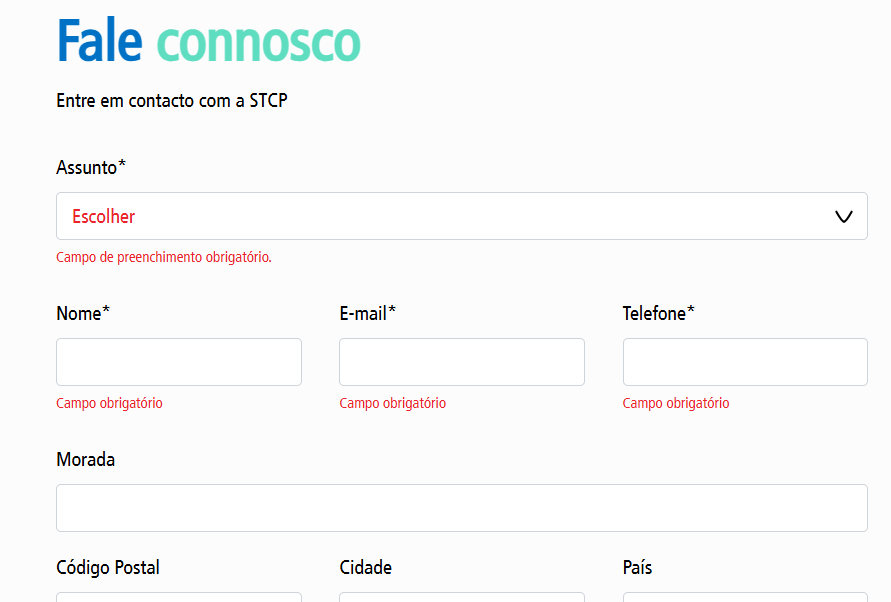 Fale connosco
Entre em contacto com a STCP
Assunto*
Escolher
Campo de preenchimento obrigatório.
Nome* E-mail* Telefone*
Campo obrigatório Campo obrigatório Campo obrigatório
Morada
Código Postal Cidade País